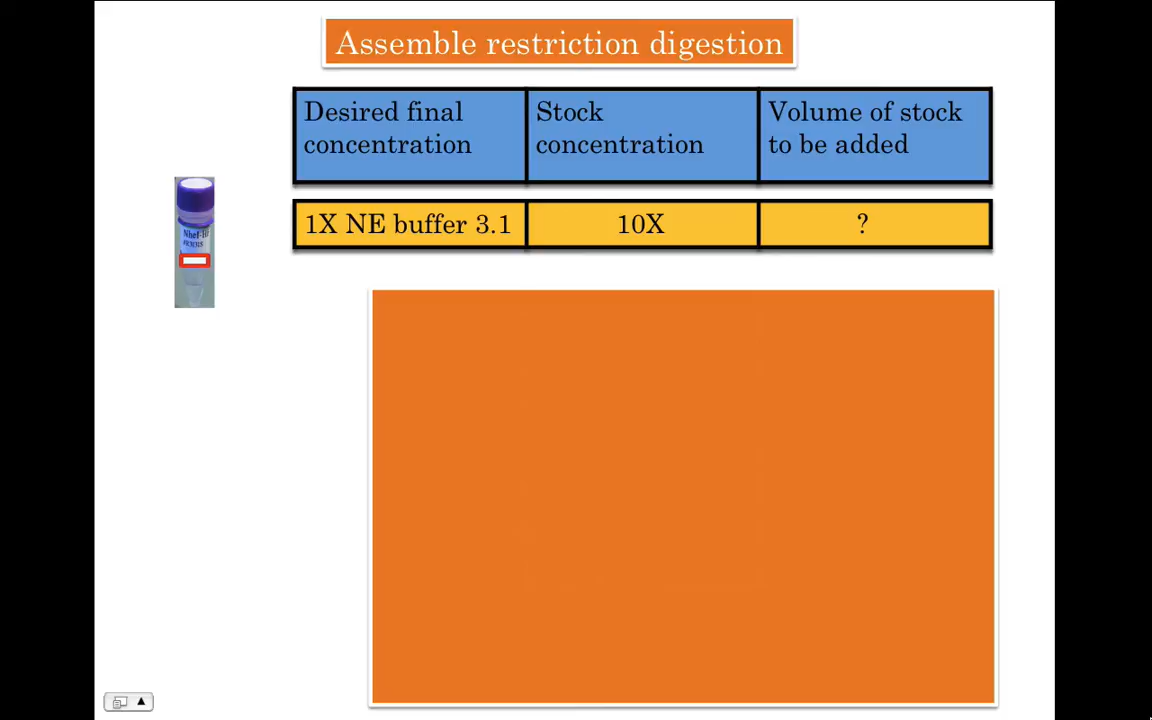 Assemble restriction digestion
Desired final
concentration
Stock
concentration
Volume of stock
to be added
1X NE buffer 3.1
10X
?